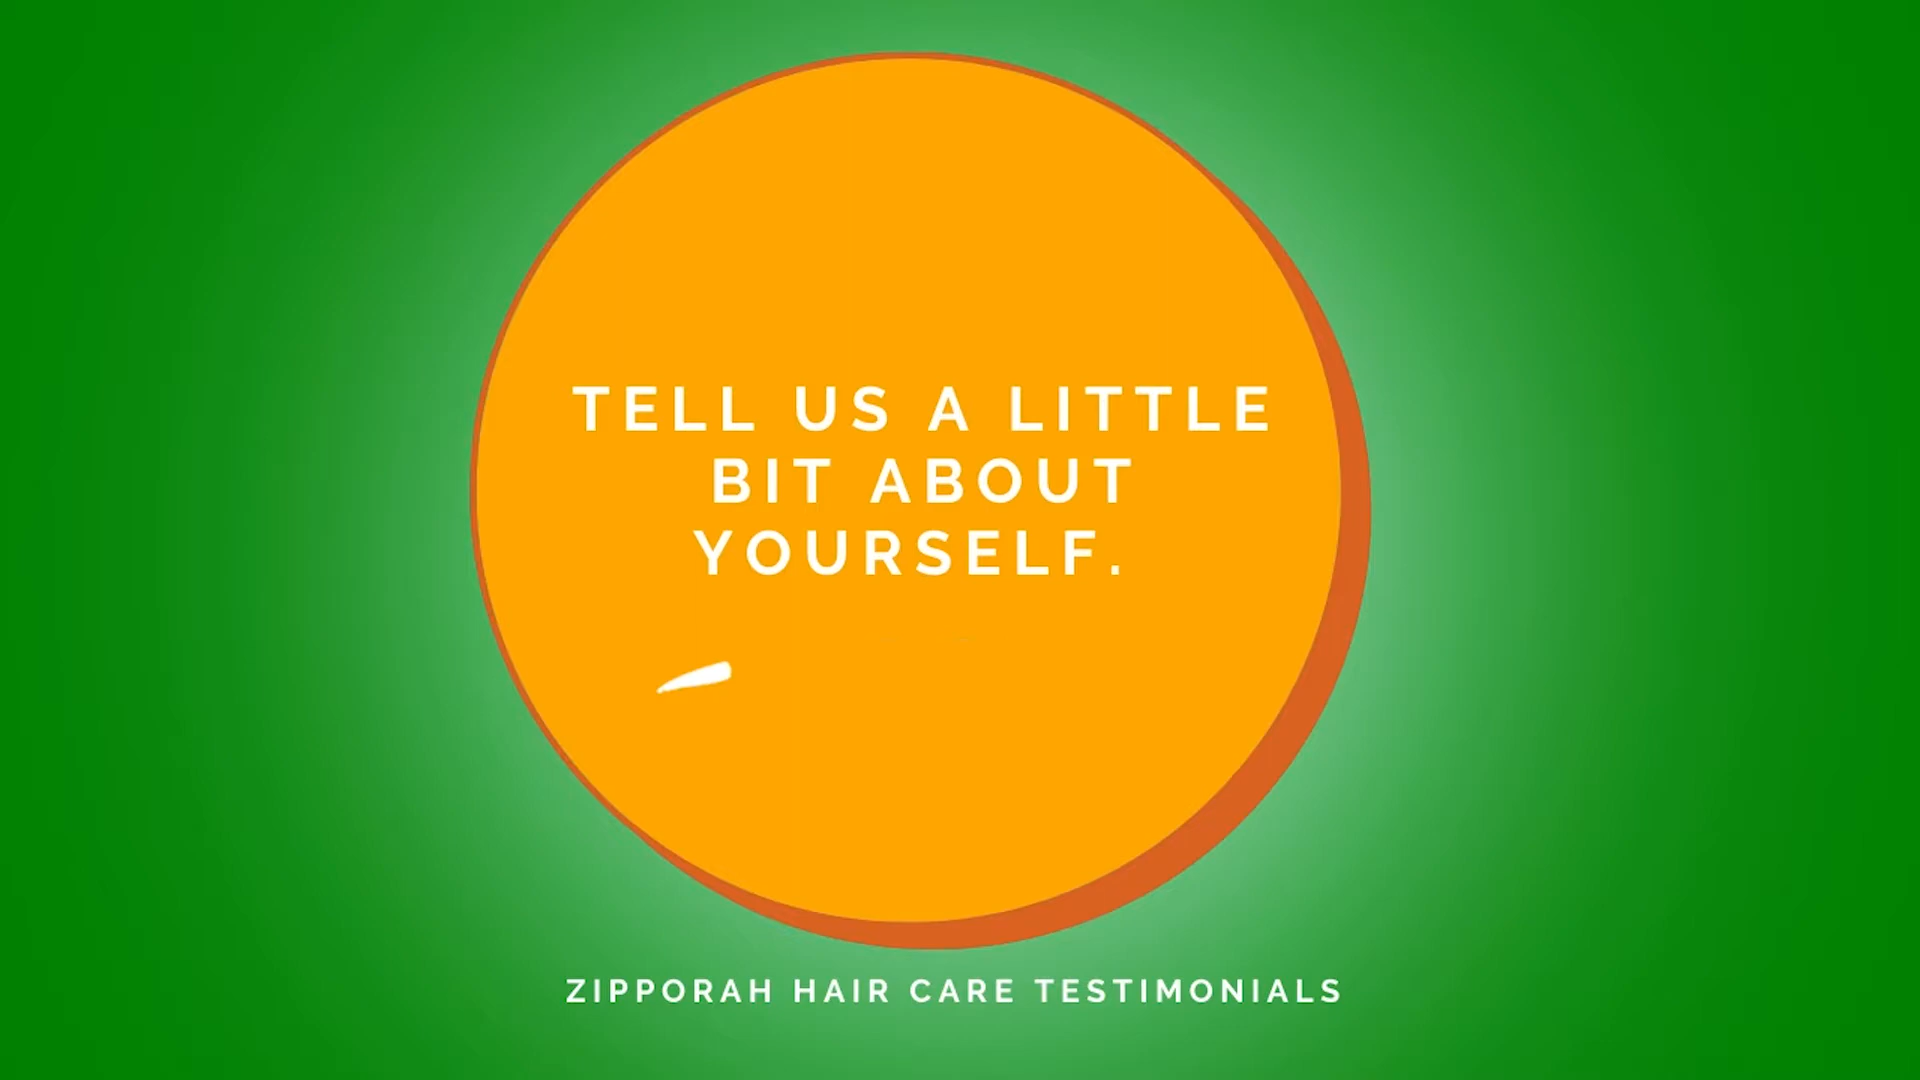 TELL US A LITTLE
BIT ABOUT
YOURSELF.
ZIPPORAH HAIR CARE TESTIMONIALS